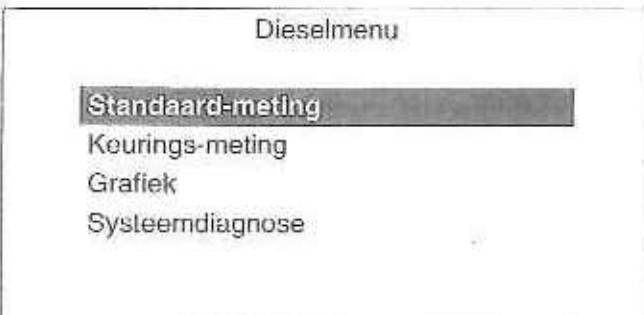 Dieselmenu
Standaard-meting
Keurings-meting
Grafiek
Systeemdiagnose